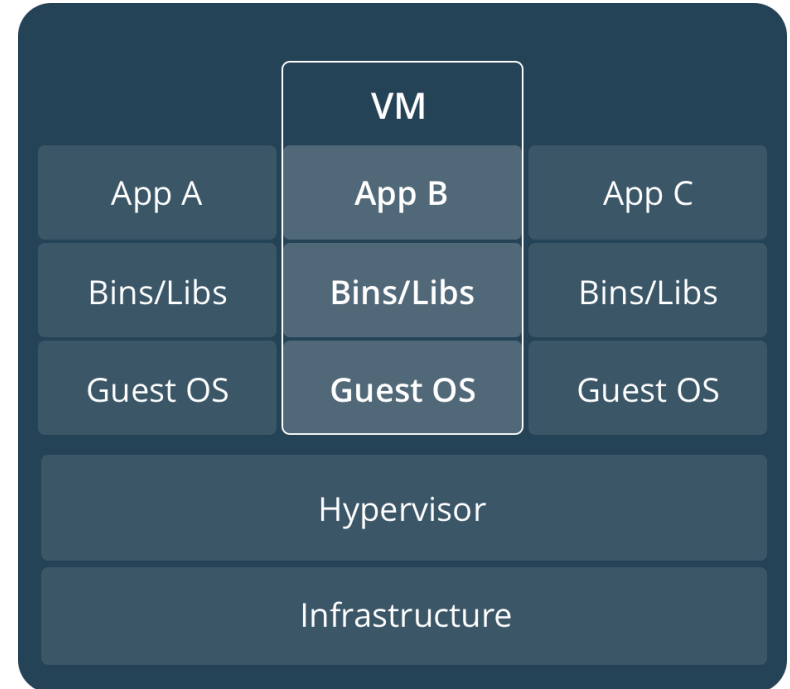 VM
App A
App B
App C
Bins/Libs
Bins/Libs
Bins/Libs
Guest OS
Guest OS
Guest OS
Hypervisor
Infrastructure